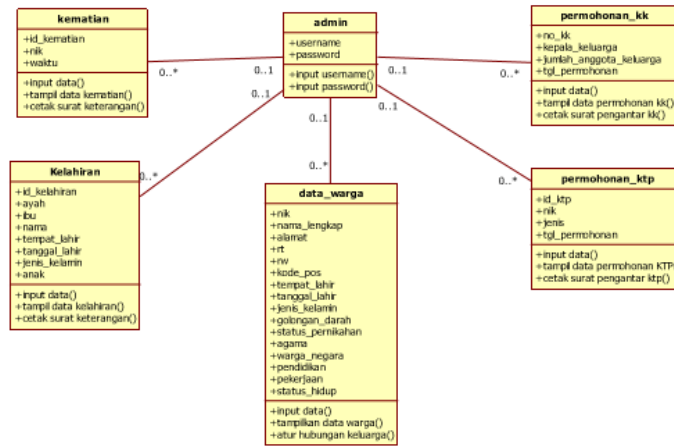 kematian
+id_kematian
+nik
+waktu
+input data()
+tampil data kematian()
+cetak surat keterangan()
admin
+username
+password
+input username()
+input password()
permohonan_kk
+no_kk
+kepala_keluarga
+jumlah_anggota_keluarga
+tgl_permohonan
+input data()
+tampil data permohonan kk()
+cetak surat pengantar kk()
0..*
0..1
0..1
0..*
0..1
0..1
0..1
0..*
0..*
0..*
Kelahiran
+id_kelahiran
+ayah
+ibu
+nama
+tempat_lahir
+tanggal_lahir
+jenis_kelamin
+anak
+input data()
+tampil data kelahiran()
+cetak surat keterangan()
data_warga
+nik
+nama_lengkap
+alamat
+rt
+rw
+kode_pos
+tempat_lahir
+tanggal_lahir
+jenis_kelamin
+golongan_darah
+status_pernikahan
+agama
+warga_negara
+pendidikan
+pekerjaan
+status_hidup
+input data()
+tampilkan data warga()
+atur hubungan keluarga()
permohonan_ktp
+id_ktp
+nik
+jenis
+tgl_permohonan
+input data()
+tampil data permohonan KTP(
+cetak surat pengantar ktp()